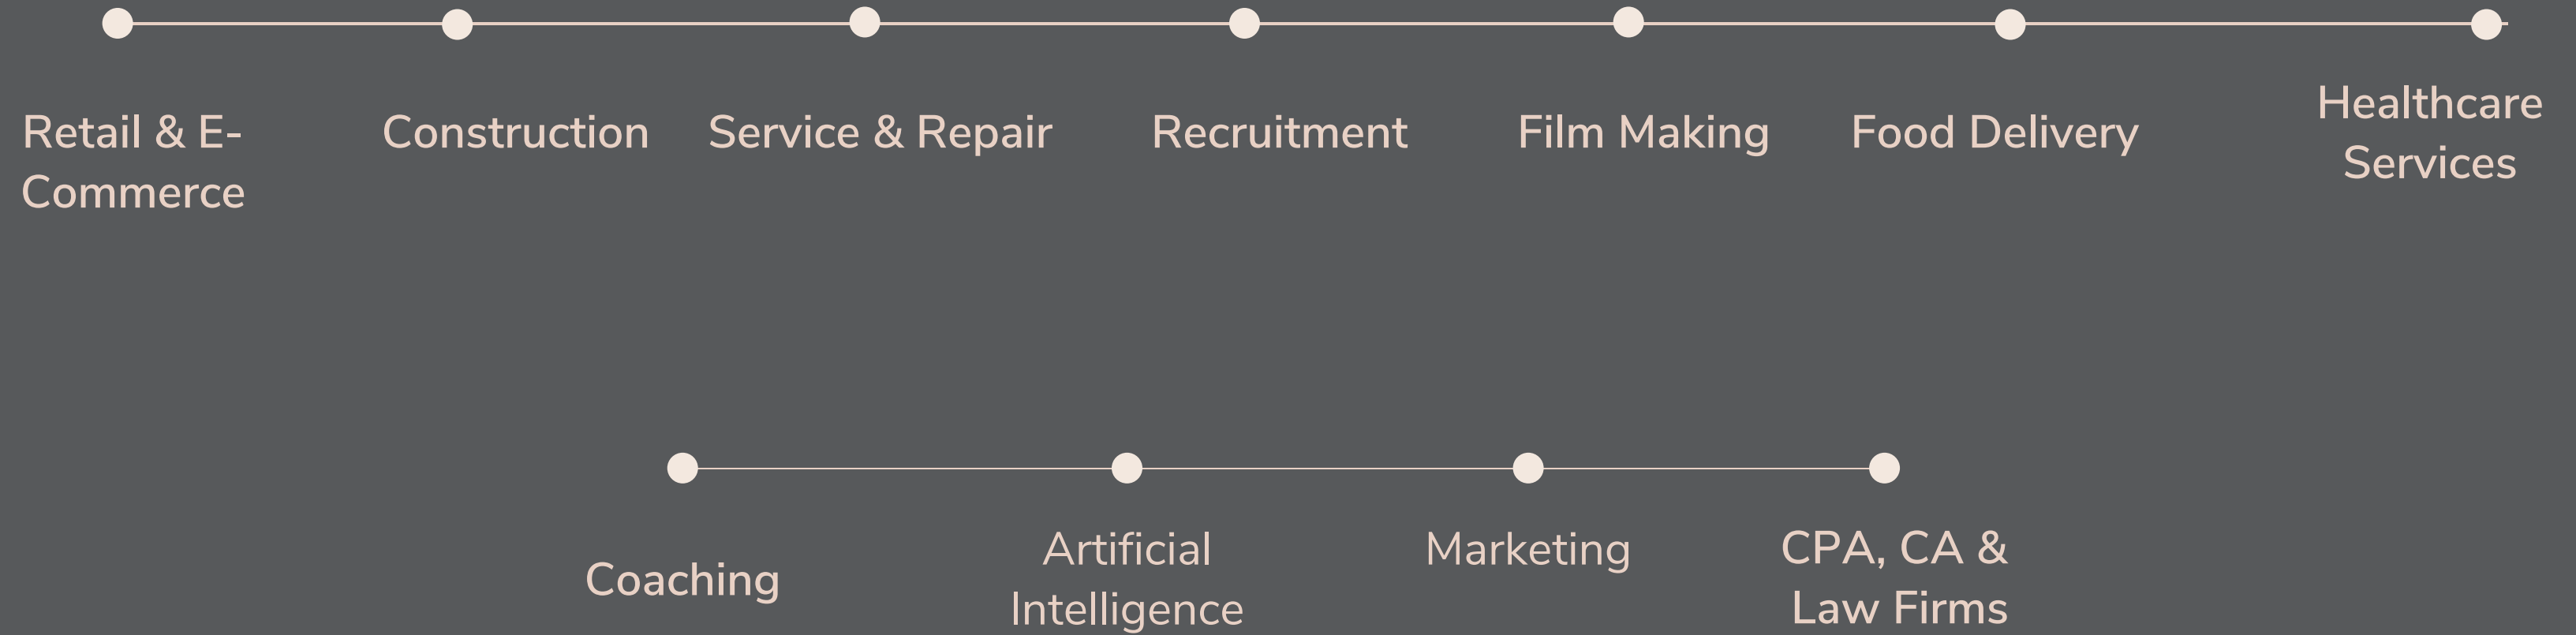 Retail & E-
Commerce
Construction
Service & Repair
Recruitment
Film Making
Food Delivery
Healthcare
Services
Coaching
Artificial
Intelligence
Marketing
CPA, CA &
Law Firms